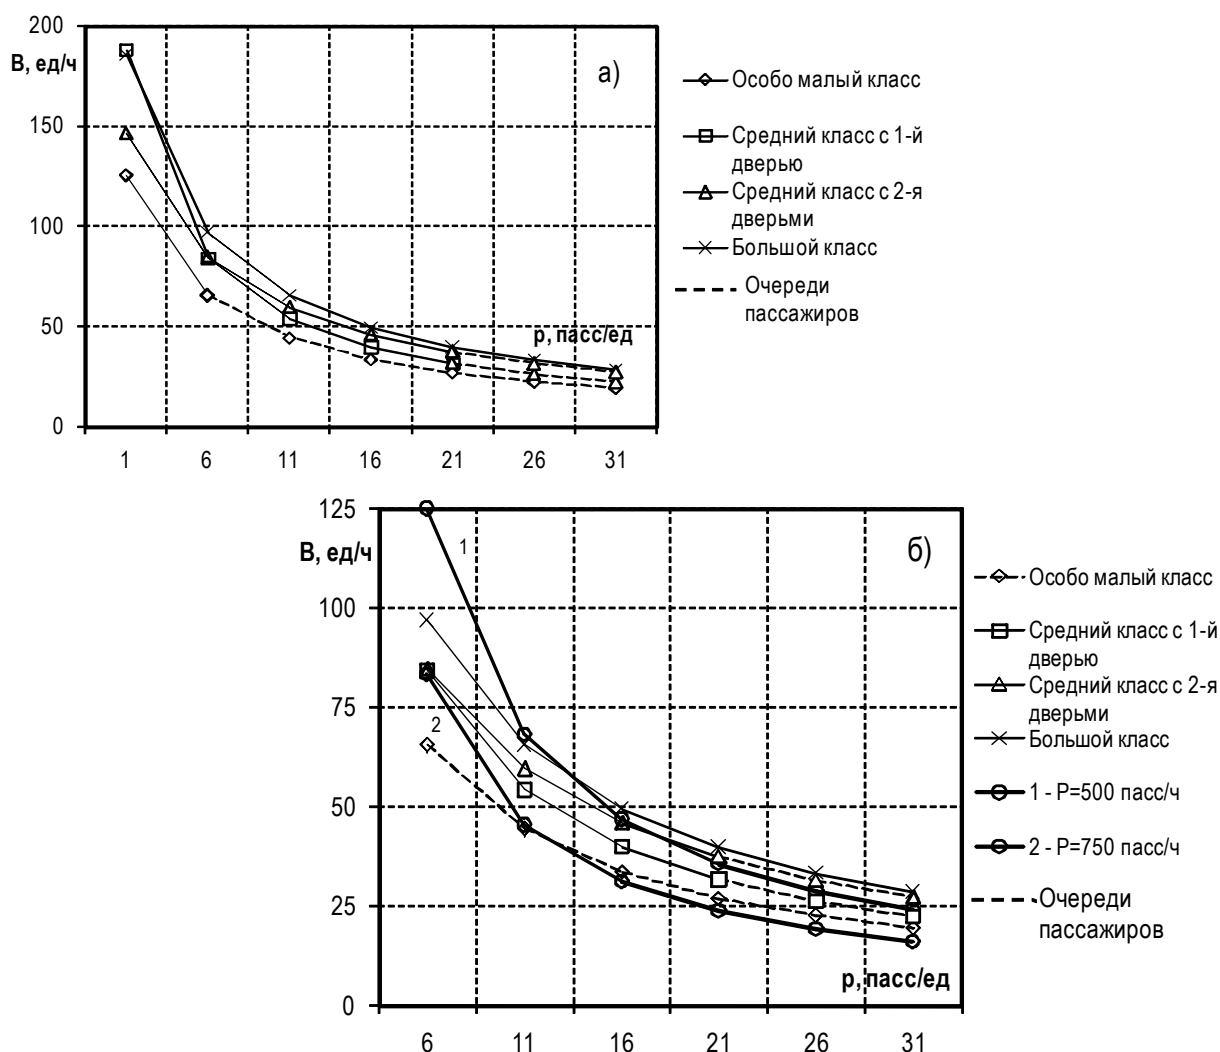 200
В, ед/ч
150
100
50
0
а)
р, пасс/ед
1 6 11 16 21 26 31
Особо малый класс
Средний класс с 1-й
дверью
Средний класс с 2-я
дверьми
Большой класс
Очереди
пассажиров
125
В, ед/ч
100
75
50
25
0
1
2
б)
р, пасс/ед
6 11 16 21 26 31
Особо малый класс
Средний класс с 1-й
дверью
Средний класс с 2-я
дверьми
Большой класс
1 - P=500 пасс/ч
2 - P=750 пасс/ч
Очереди
пассажиров